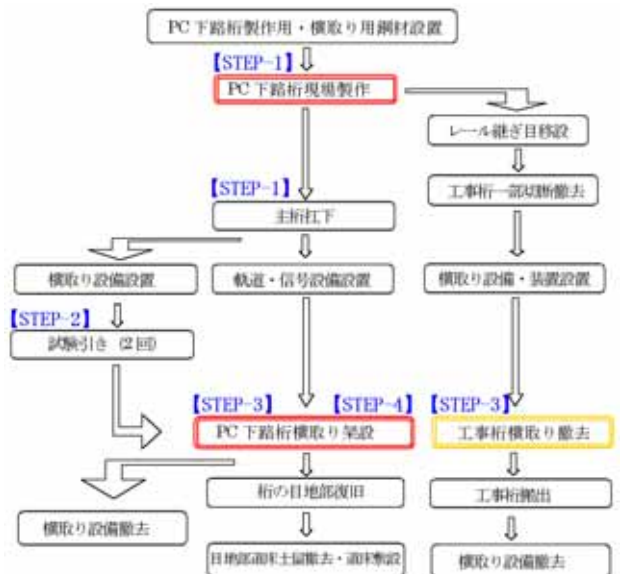 PC 下路桁製作用・横取り用鋼材設置
【STEP-1】
PC 下路桁現場製作
レール継ぎ目移設
【STEP-1】
工事桁一部切断撤去
主桁扛下
横取り設備設置
軌道・信号設備設置
横取り設備・装置設置
【STEP-2】
試験引き (2回)
【STEP-3】
【STEP-4】
【STEP-3】
PC 下路桁横取り架設
工事桁横取り撤去
桁の目地部復旧
工事桁搬出
横取り設備撤去
目地部道床土留撤去・道床敷設
横取り設備撤去